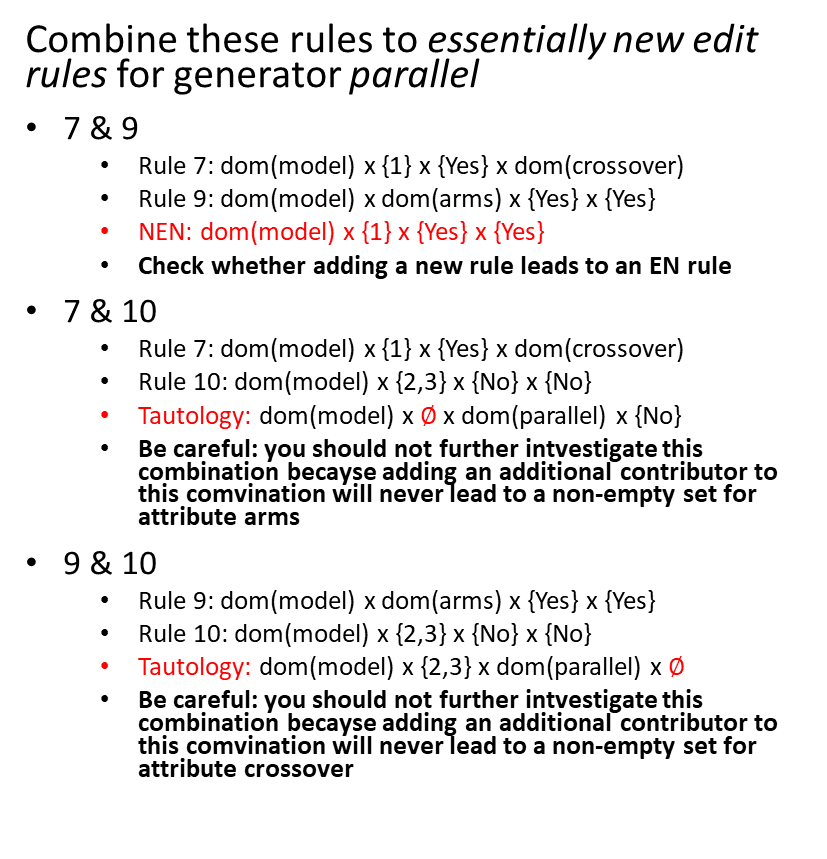 Combine these rules to essentially new edit
rules for generator parallel
• 7 & 9
• Rule 7: dom(model) x {1} x {Yes} x dom(crossover)
• Rule 9: dom(model) x dom(arms) x {Yes} x {Yes}
• NEN: dom(model) x {1} x {Yes} x {Yes}
• Check whether adding a new rule leads to an EN rule
• 7 & 10
• Rule 7: dom(model) x {1} x {Yes} x dom(crossover)
• Rule 10: dom(model) x {2,3} x {No} x {No}
• Tautology: dom(model) x Ø x dom(parallel) x {No}
• Be careful: you should not further intvestigate this
combination becayse adding an additional contributor to
this comvination will never lead to a non-empty set for
attribute arms
• 9 & 10
• Rule 9: dom(model) x dom(arms) x {Yes} x {Yes}
• Rule 10: dom(model) x {2,3} x {No} x {No}
• Tautology: dom(model) x {2,3} x dom(parallel) x Ø
• Be careful: you should not further intvestigate this
combination becayse adding an additional contributor to
this comvination will never lead to a non-empty set for
attribute crossover